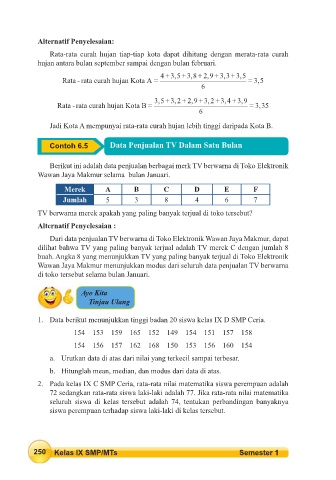 Alternatif Penyelesaian:
Rata-rata curah hujan tiap-tiap kota dapat dihitung dengan merata-rata curah
hujan antara bulan september sampai dengan bulan februari.
Rata - rata curah hujan Kota A = (4 + 3,5 + 3,8 + 2,9 + 3,3 + 3,5) / 6 = 3,5
Rata - rata curah hujan Kota B = (3,5 + 3,2 + 2,9 + 3,2 + 3,4 + 3,9) / 6 = 3,35
Jadi Kota A mempunyai rata-rata curah hujan lebih tinggi daripada Kota B.
Contoh 6.5 Data Penjualan TV Dalam Satu Bulan
Berikut ini adalah data penjualan berbagai merk TV berwarna di Toko Elektronik
Wawan Jaya Makmur selama bulan Januari.
Merek A B C D E F
Jumlah 5 3 8 4 6 7
TV berwarna merek apakah yang paling banyak terjual di toko tersebut?
Alternatif Penyelesaian :
Dari data penjualan TV berwarna di Toko Elektronik Wawan Jaya Makmur, dapat
dilihat bahwa TV yang paling banyak terjual adalah TV merek C dengan jumlah 8
buah. Angka 8 yang menunjukkan TV yang paling banyak terjual di Toko Elektronik
Wawan Jaya Makmur menunjukkan modus dari seluruh data penjualan TV berwarna
di toko tersebut selama bulan Januari.
Ayo Kita
Tinjau Ulang
1. Data berikut menunjukkan tinggi badan 20 siswa kelas IX D SMP Ceria.
154 153 159 165 152 149 154 151 157 158
154 156 157 162 168 150 153 156 160 154
a. Urutkan data di atas dari nilai yang terkecil sampai terbesar.
b. Hitunglah mean, median, dan modus dari data di atas.
2. Pada kelas IX C SMP Ceria, rata-rata nilai matematika siswa perempuan adalah
72 sedangkan rata-rata siswa laki-laki adalah 77. Jika rata-rata nilai matematika
seluruh siswa di kelas tersebut adalah 74, tentukan perbandingan banyaknya
siswa perempuan terhadap siswa laki-laki di kelas tersebut.
250 Kelas IX SMP/MTs Semester 1